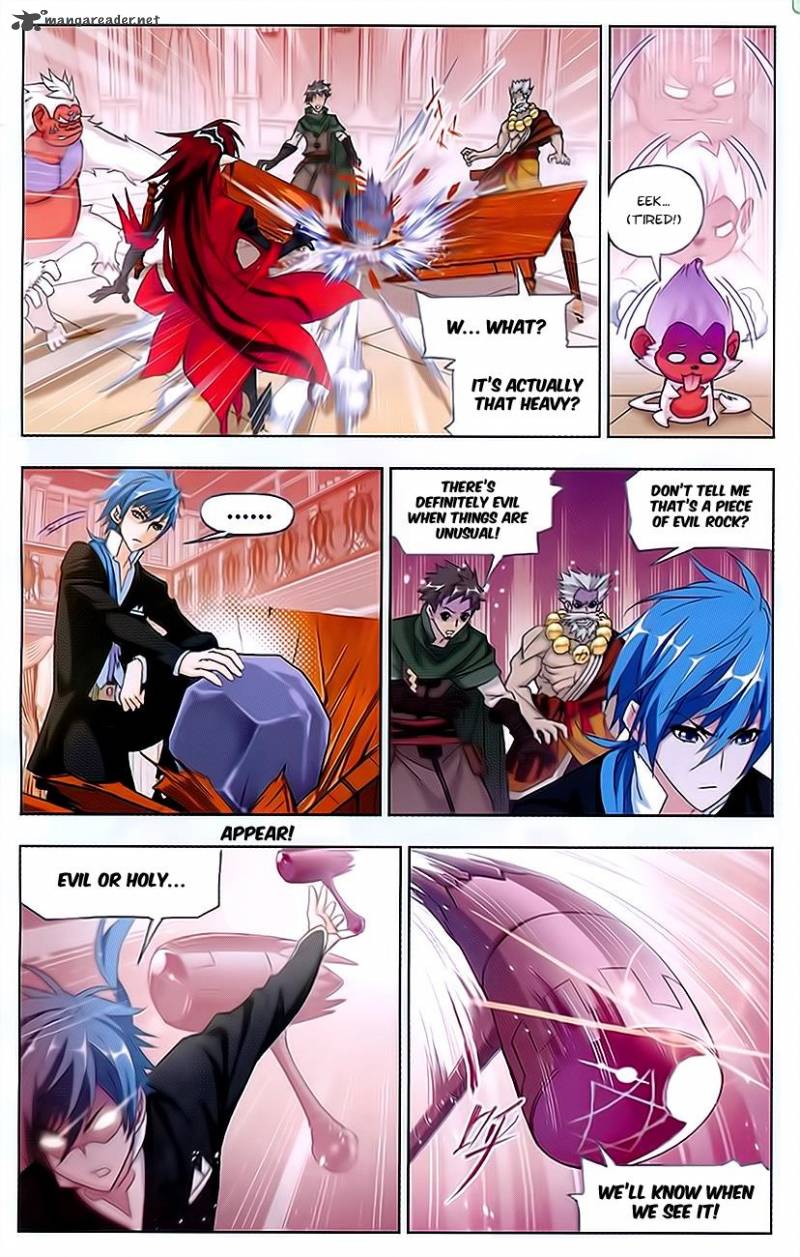 mangareader.net
W... WHAT?
IT'S ACTUALLY
THAT HEAVY?
EEK...
(TIRED!)
......
THERE'S
DEFINITELY EVIL
WHEN THINGS ARE
UNUSUAL!
DON'T TELL ME
THAT'S A PIECE
OF EVIL ROCK?
APPEAR!
EVIL OR HOLY...
WE'LL KNOW WHEN
WE SEE IT!